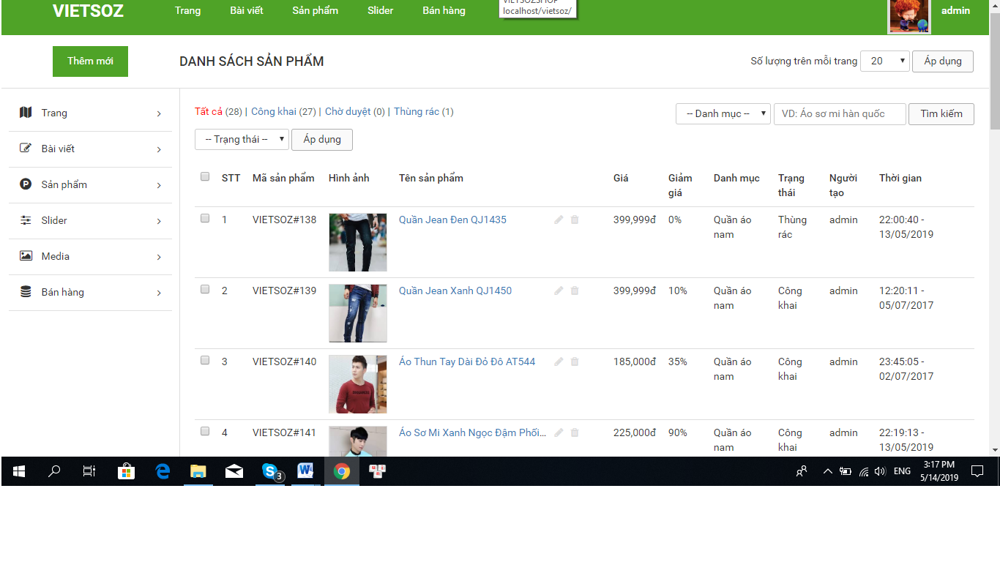 VIETSOZ Trang Bài viết Sản phẩm Slider Bán hàng VIETSOZSHOP admin
localhost/vietsoz/
Thêm mới DANH SÁCH SẢN PHẨM Số lượng trên mỗi trang 20 Áp dụng
Trang
Bài viết
Sản phẩm
Slider
Media
Bán hàng
Tất cả (28) | Công khai (27) | Chờ duyệt (0) | Thùng rác (1) -- Danh mục -- VD: Áo sơ mi hàn quốc Tìm kiếm
-- Trạng thái -- Áp dụng
STT Mã sản phẩm Hình ảnh Tên sản phẩm Giá Giảm giá Danh mục Trạng thái Người tạo Thời gian
1 VIETSOZ#138 Quần Jean Đen QJ1435 399,999đ 0% Quần áo nam Thùng rác admin 22:00:40 - 13/05/2019
2 VIETSOZ#139 Quần Jean Xanh QJ1450 399,999đ 10% Quần áo nam Công khai admin 12:20:11 - 05/07/2017
3 VIETSOZ#140 Áo Thun Tay Dài Đỏ Đô AT544 185,000đ 35% Quần áo nam Công khai admin 23:45:05 - 02/07/2017
4 VIETSOZ#141 Áo Sơ Mi Xanh Ngọc Đậm Phối... 225,000đ 90% Quần áo nam Công khai admin 22:19:13 - 13/05/2019
3 ENG 3:17 PM
5/14/2019